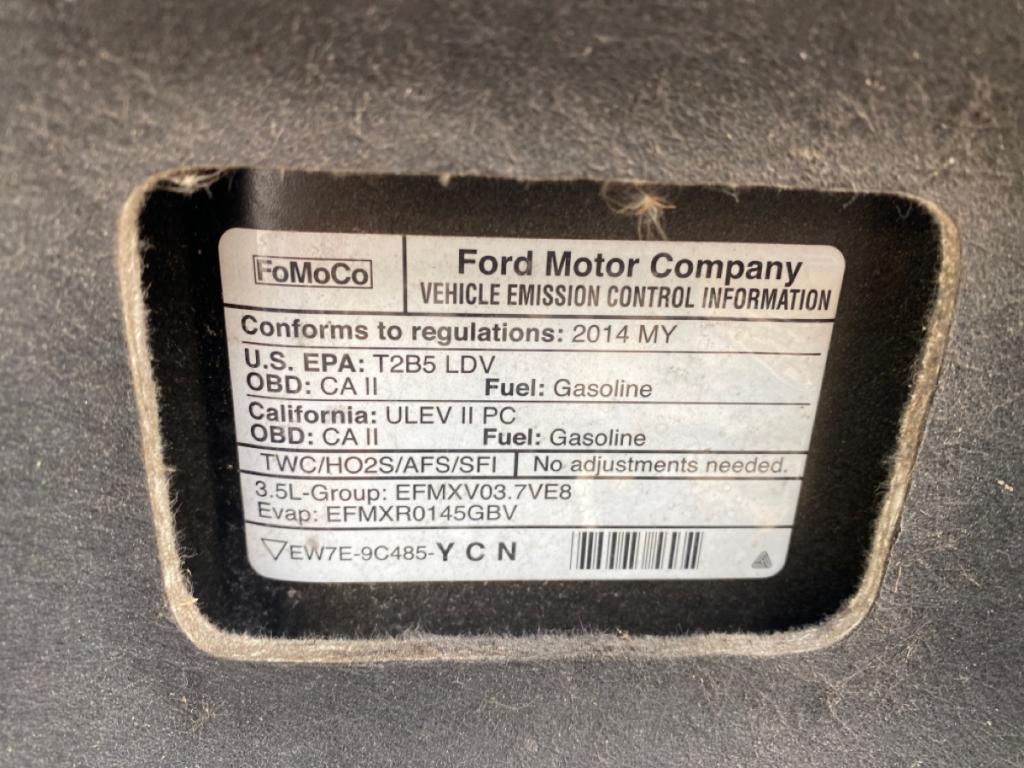 FoMoCo
Ford Motor Company
VEHICLE EMISSION CONTROL INFORMATION
Conforms to regulations: 2014 MY
U.S. EPA: T2B5 LDV
OBD: CA II Fuel: Gasoline
California: ULEV II PC
OBD: CA II Fuel: Gasoline
TWC/HO2S/AFS/SFI No adjustments needed.
3.5L-Group: EFMXV03.7VE8
Evap: EFMXR0145GBV
EW7E-9C485-Y C N